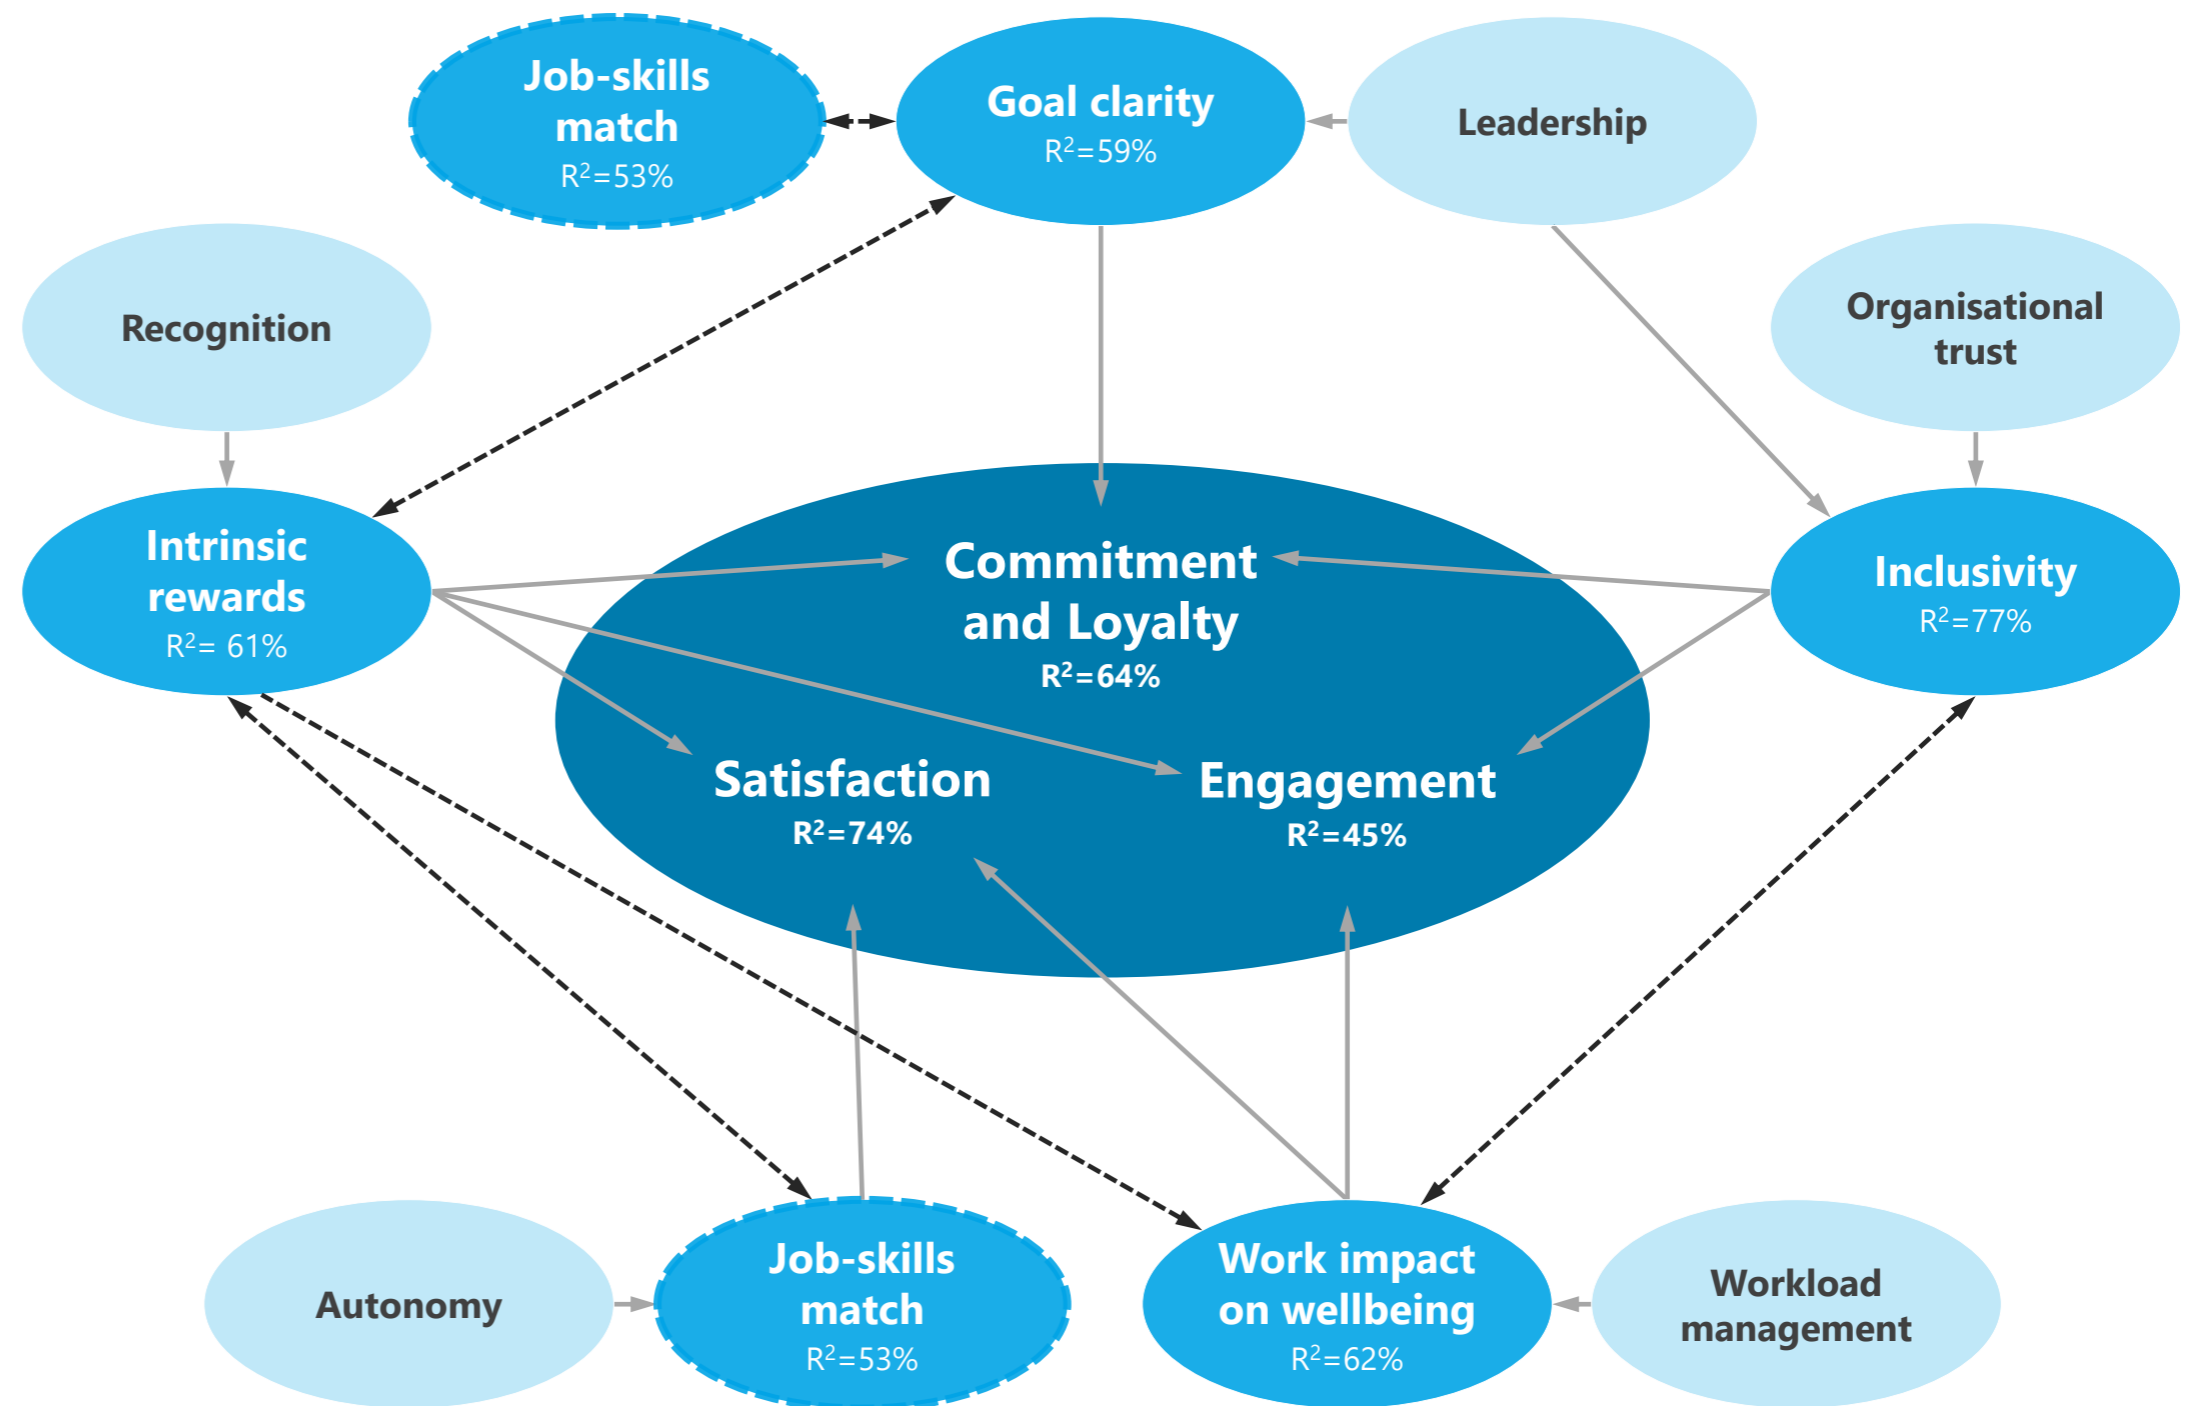 Job-skills
match
R²=53%
Goal clarity
R²=59%
Leadership
Recognition
Organisational
trust
Intrinsic
rewards
R²= 61%
Commitment
and Loyalty
R²=64%
Inclusivity
R²=77%
Satisfaction
R²=74%
Engagement
R²=45%
Autonomy
Job-skills
match
R²=53%
Work impact
on wellbeing
R²=62%
Workload
management